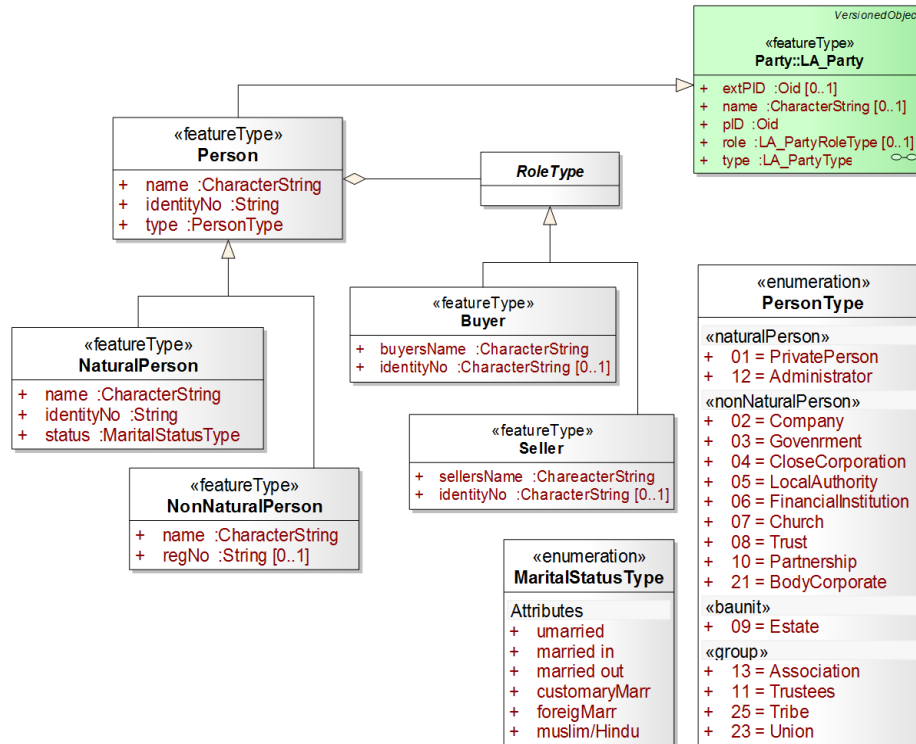 VersionedObjec
«featureType»
Party::LA_Party
+ extPID :Oid [0..1]
+ name :CharacterString [0..1]
+ pID :Oid
+ role :LA_PartyRoleType [0..1]
+ type :LA_PartyType
«featureType»
Person
+ name :CharacterString
+ identityNo :String
+ type :PersonType
RoleType
«featureType»
Buyer
+ buyersName :CharacterString
+ identityNo :CharacterString [0..1]
«featureType»
NaturalPerson
+ name :CharacterString
+ identityNo :String
+ status :MaritalStatusType
«featureType»
Seller
+ sellersName :ChareacterString
+ identityNo :CharacterString [0..1]
«featureType»
NonNaturalPerson
+ name :CharacterString
+ regNo :String [0..1]
«enumeration»
MaritalStatusType
Attributes
+ umarried
+ married in
+ married out
+ customaryMarr
+ foreigMarr
+ muslim/Hindu
«enumeration»
PersonType
«naturalPerson»
+ 01 = PrivatePerson
+ 12 = Administrator
«nonNaturalPerson»
+ 02 = Company
+ 03 = Govenrment
+ 04 = CloseCorporation
+ 05 = LocalAuthority
+ 06 = FinancialInstitution
+ 07 = Church
+ 08 = Trust
+ 10 = Partnership
+ 21 = BodyCorporate
«baunit»
+ 09 = Estate
«group»
+ 13 = Association
+ 11 = Trustees
+ 25 = Tribe
+ 23 = Union